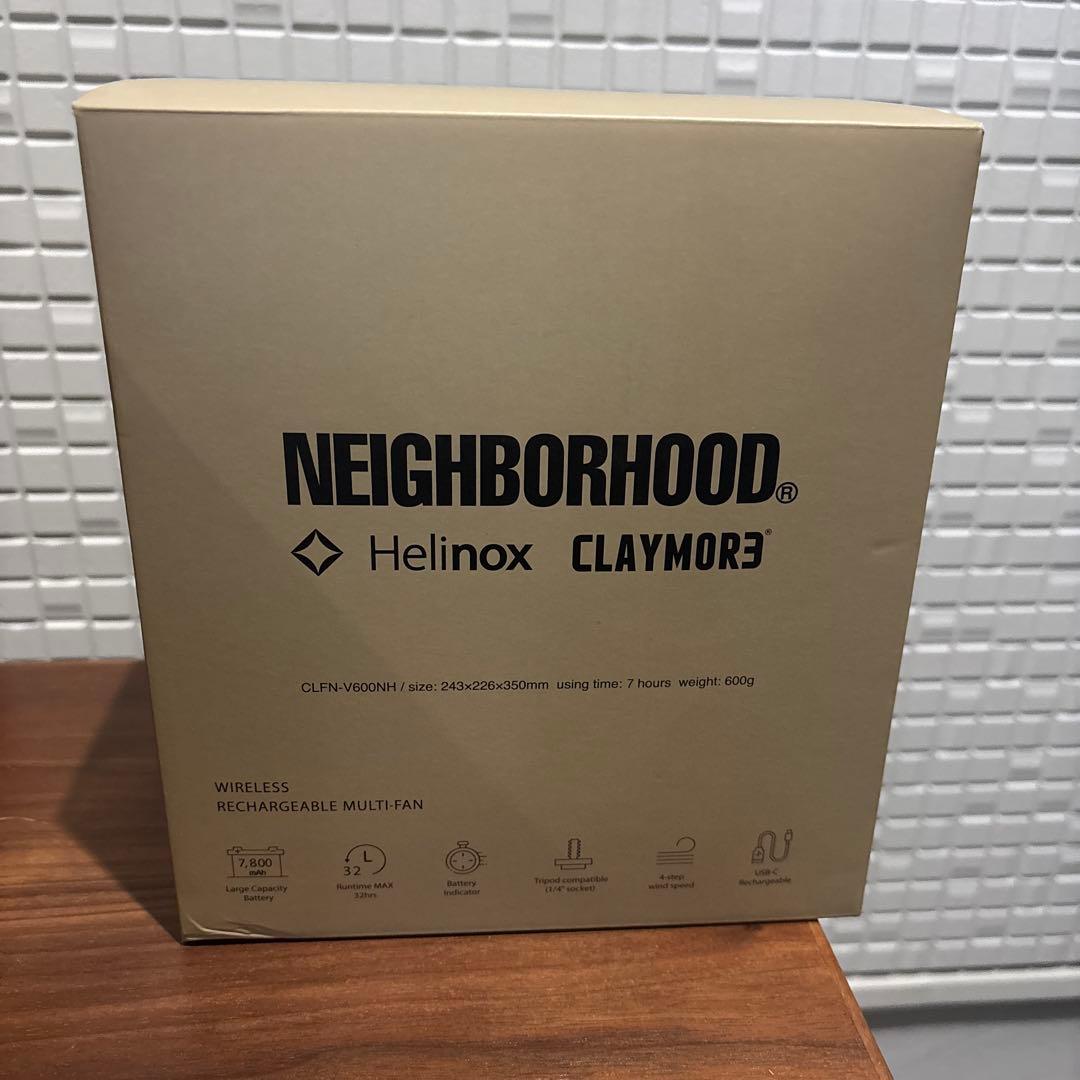 NEIGHBORHOOD®
Helinox CLAYMOR3®
CLFN-V600NH / size: 243×226×350mm using time: 7 hours weight: 600g
WIRELESS
RECHARGEABLE MULTI-FAN
7,800
mAh
Large Capacity
Battery
32
Runtime MAX
32hrs
Battery
Indicator
Tripod compatible
(1/4" socket)
4-step
wind speed
USB-C
Rechargeable